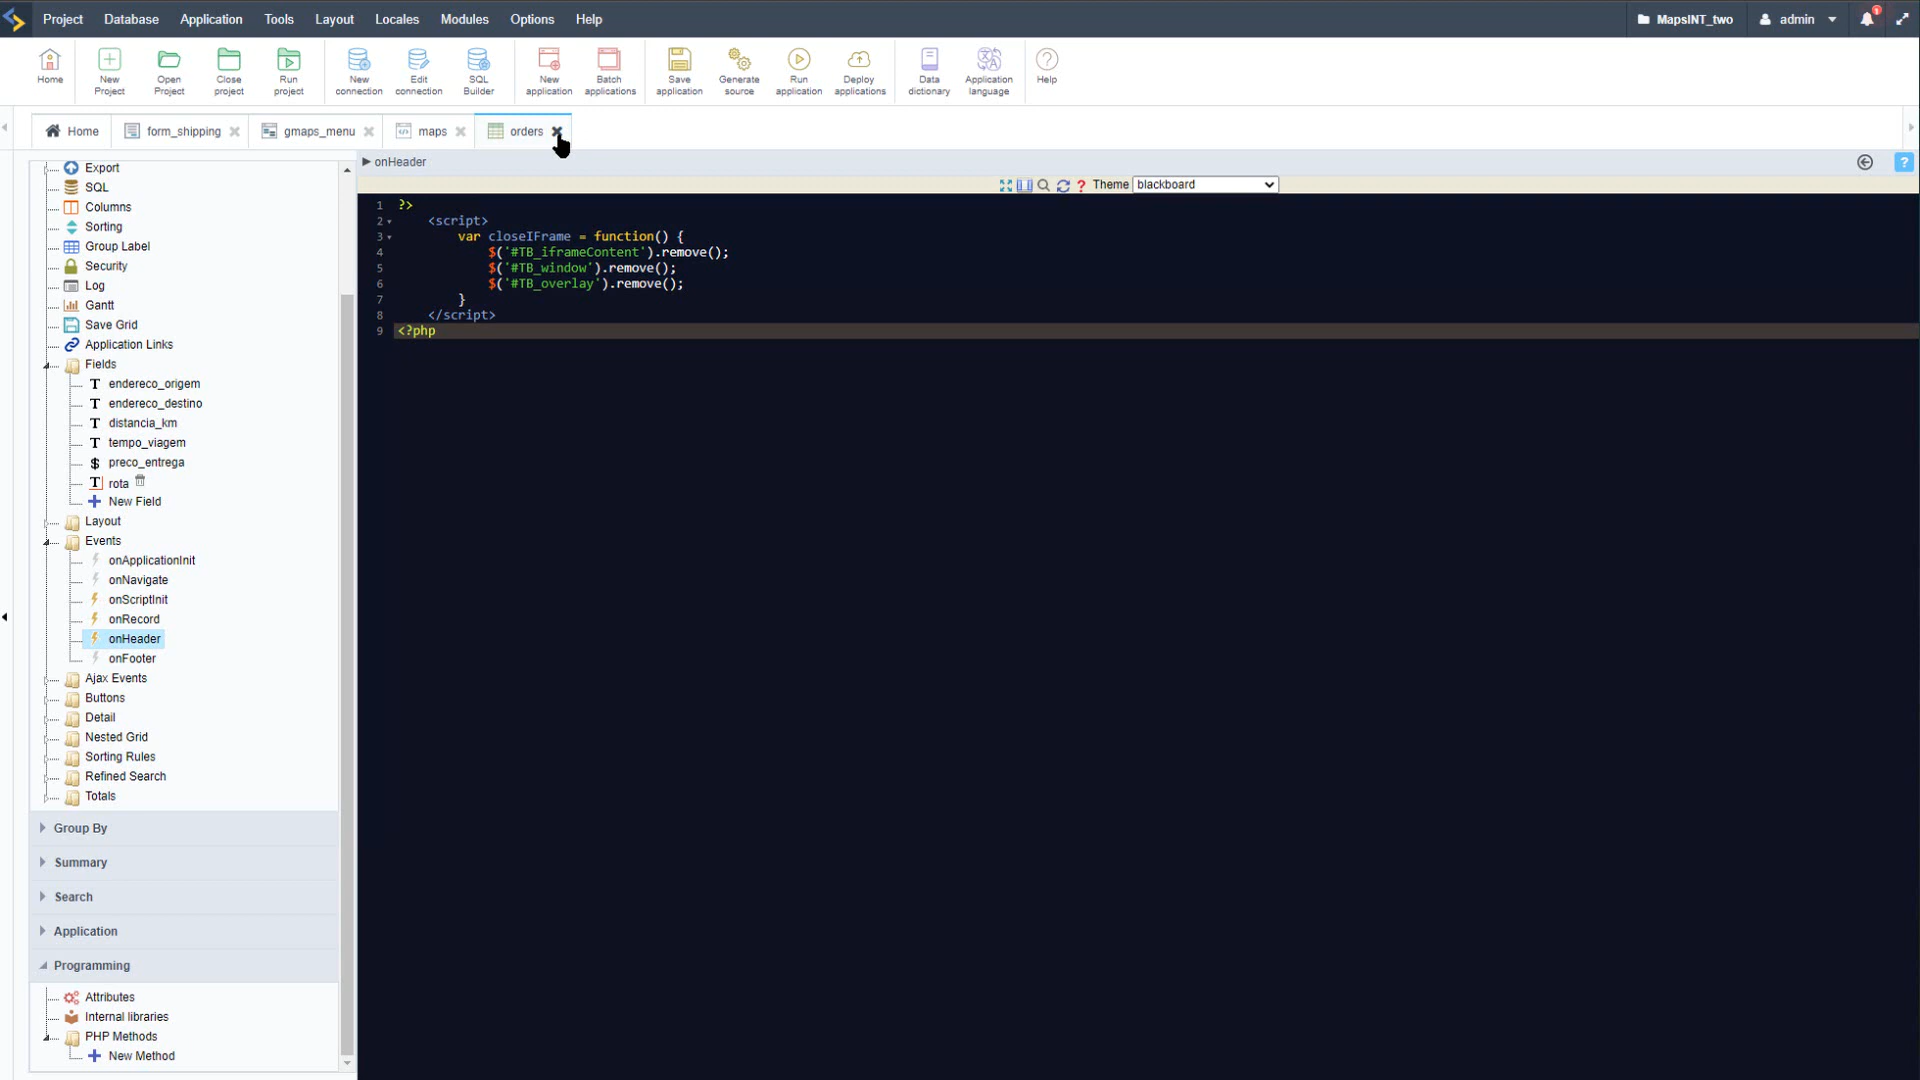 Project Database Application Tools Layout Locales Modules Options Help MapsINT_two admin 1
Home New Project Open Project Close project Run project New connection Edit connection SQL Builder New application Batch applications Save application Generate source Run application Deploy applications Data dictionary Application language Help
Home form_shipping gmaps_menu maps orders
onHeader
Theme blackboard
Export
SQL
Columns
Sorting
Group Label
Security
Log
Gantt
Save Grid
Application Links
Fields
endereco_origem
endereco_destino
distancia_km
tempo_viagem
preco_entrega
rota
New Field
Layout
Events
onApplicationInit
onNavigate
onScriptInit
onRecord
onHeader
onFooter
Ajax Events
Buttons
Detail
Nested Grid
Sorting Rules
Refined Search
Totals
Group By
Summary
Search
Application
Programming
Attributes
Internal libraries
PHP Methods
New Method
1 ?>
2 <script>
3 var closeIFrame = function() {
4 $('#TB_iframeContent').remove();
5 $('#TB_window').remove();
6 $('#TB_overlay').remove();
7 }
8 </script>
9 <?php